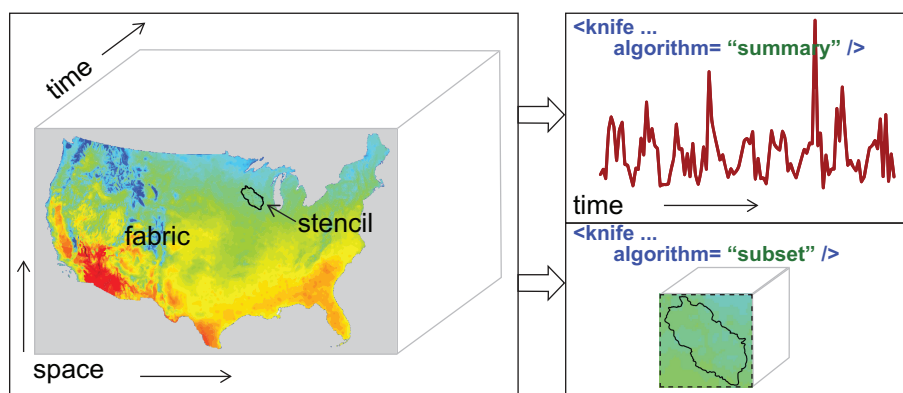 time
fabric
stencil
space
<knife ...
algorithm= “summary” />
time
<knife ...
algorithm= “subset” />